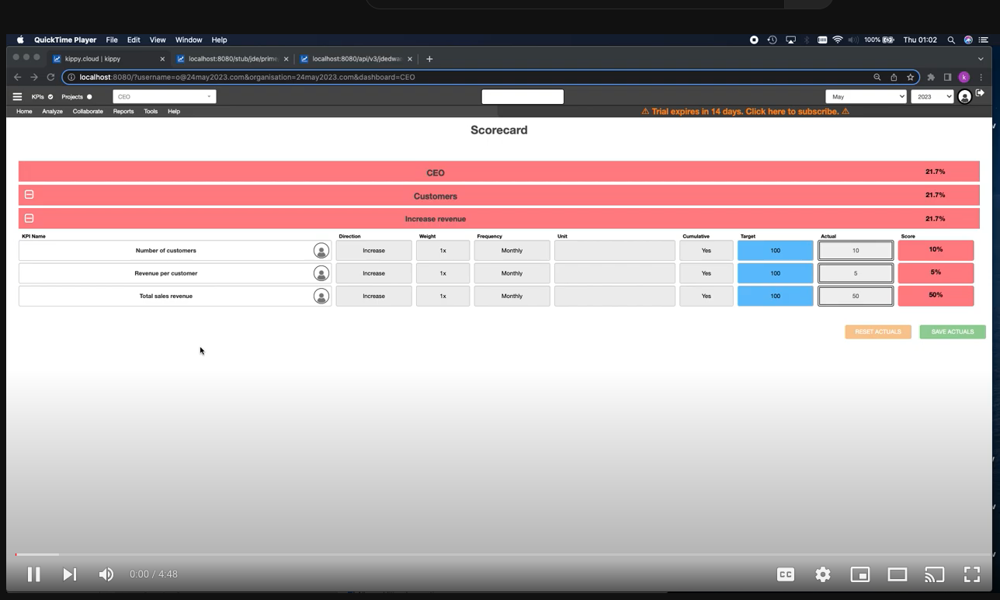 QuickTime Player File Edit View Window Help 100% Thu 01:02
kippy.cloud | kippy localhost:8080/stub/jde/prime localhost:8080/api/v3/jdedwa
localhost:8080/?username=o@24may2023.com&organisation=24may2023.com&dashboard=CEO k
KPIs Projects CEO May 2023
Home Analyze Collaborate Reports Tools Help ⚠ Trial expires in 14 days. Click here to subscribe. ⚠
Scorecard
CEO 21.7%
Customers 21.7%
Increase revenue 21.7%
KPI Name Direction Weight Frequency Unit Cumulative Target Actual Score
Number of customers Increase 1x Monthly Yes 100 10 10%
Revenue per customer Increase 1x Monthly Yes 100 5 5%
Total sales revenue Increase 1x Monthly Yes 100 50 50%
RESET ACTUALS SAVE ACTUALS
0:00 / 4:48 CC